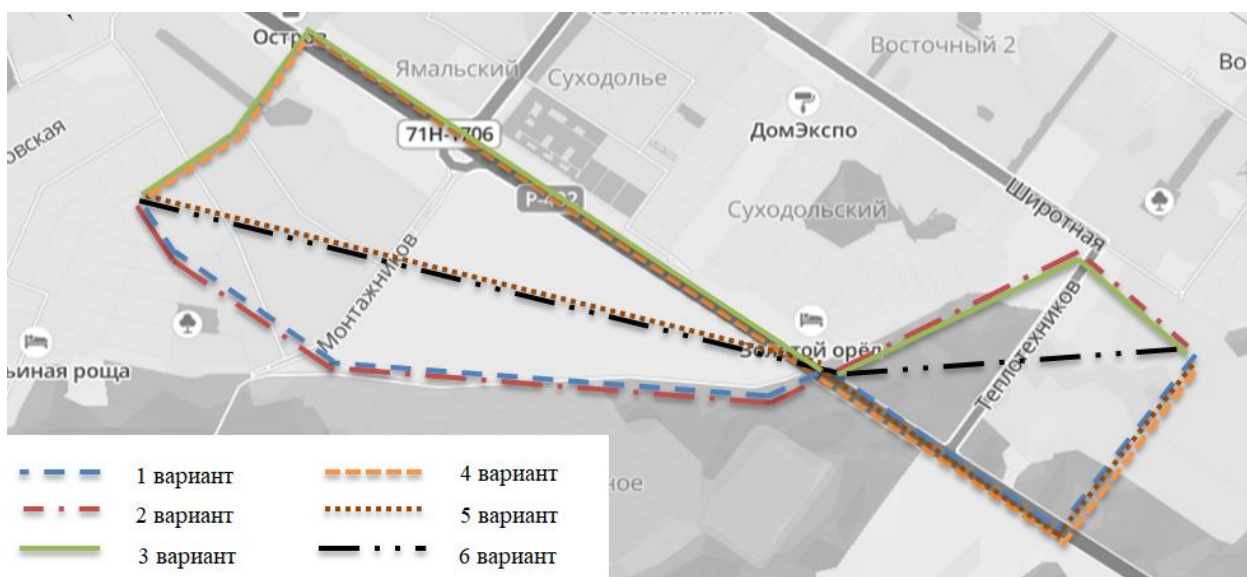 Остров
Восточный 2
Во
Ямальский
Суходолье
71Н-1706
ДомЭкспо
овская
Р-402
Широтная
Суходольский
Монтажников
Золотой орёл
Теплотехников
ьиная роща
ное
1 вариант
4 вариант
2 вариант
5 вариант
3 вариант
6 вариант